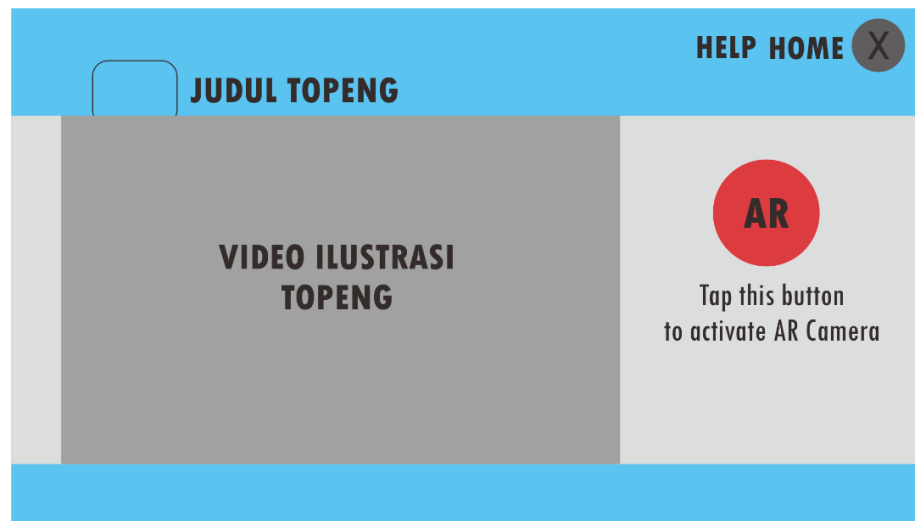 HELP HOME X
JUDUL TOPENG
VIDEO ILUSTRASI
TOPENG
AR
Tap this button
to activate AR Camera